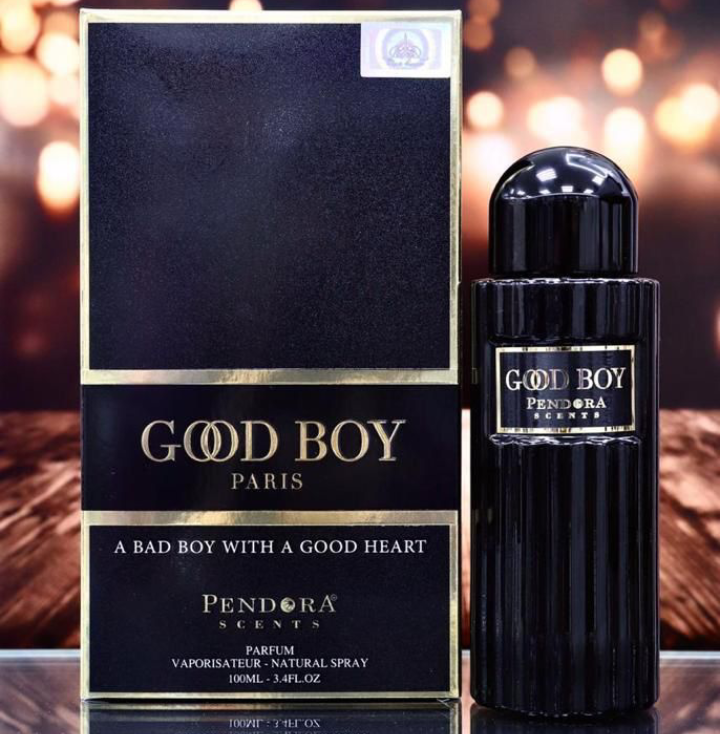 GOOD BOY
PARIS
A BAD BOY WITH A GOOD HEART
PENDORA
SCENTS
PARFUM
VAPORISATEUR - NATURAL SPRAY
100ML - 3.4FL.OZ
GOOD BOY
PENDORA
SCENTS